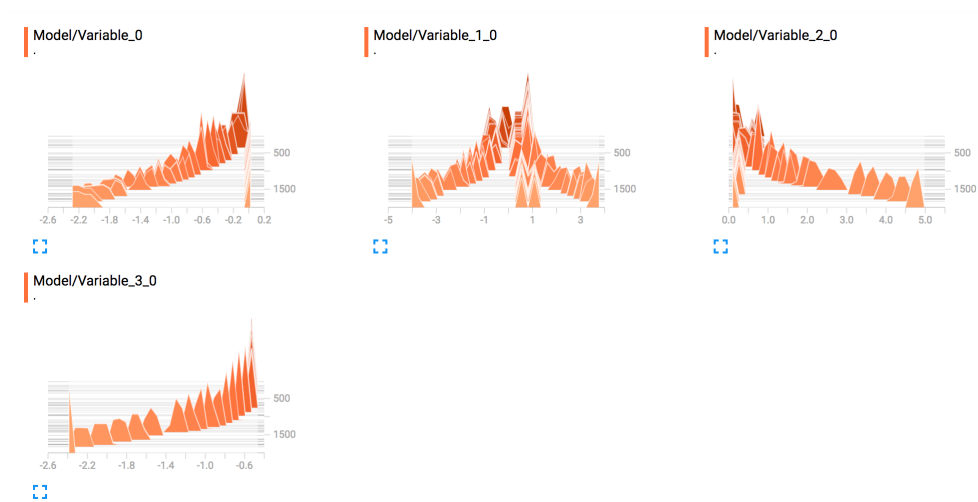 Model/Variable_0
.
Model/Variable_1_0
.
Model/Variable_2_0
.
500
1500
-2.6 -2.2 -1.8 -1.4 -1.0 -0.6 -0.2 0.2
500
1500
-5 -3 -1 1 3
500
1500
0.0 1.0 2.0 3.0 4.0 5.0
Model/Variable_3_0
.
500
1500
-2.6 -2.2 -1.8 -1.4 -1.0 -0.6